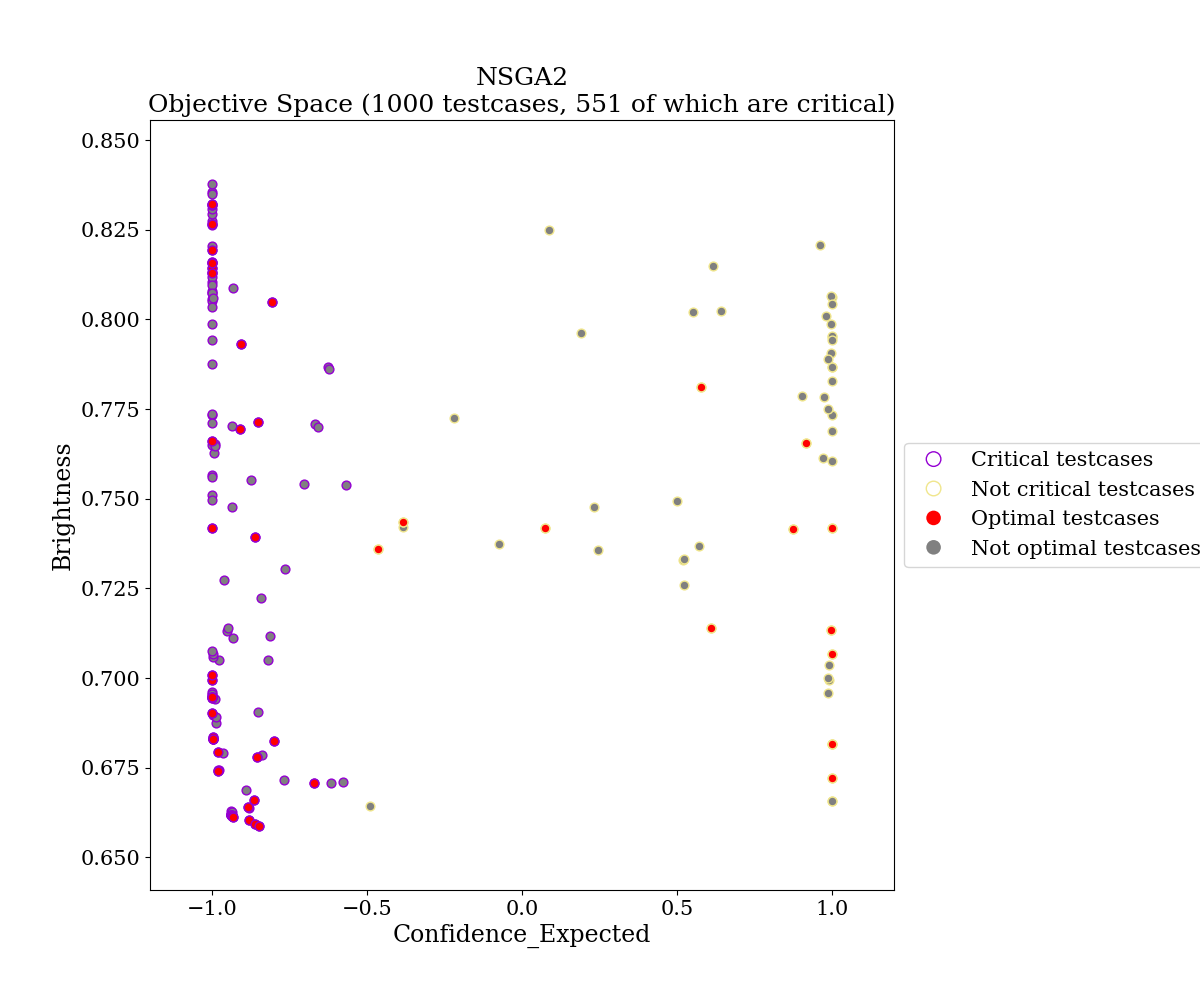 NSGA2
Objective Space (1000 testcases, 551 of which are critical)
0.850
0.825
0.800
0.775
0.750
0.725
0.700
0.675
0.650
Brightness
−1.0
−0.5
0.0
0.5
1.0
Confidence_Expected
Critical testcases
Not critical testcases
Optimal testcases
Not optimal testcases